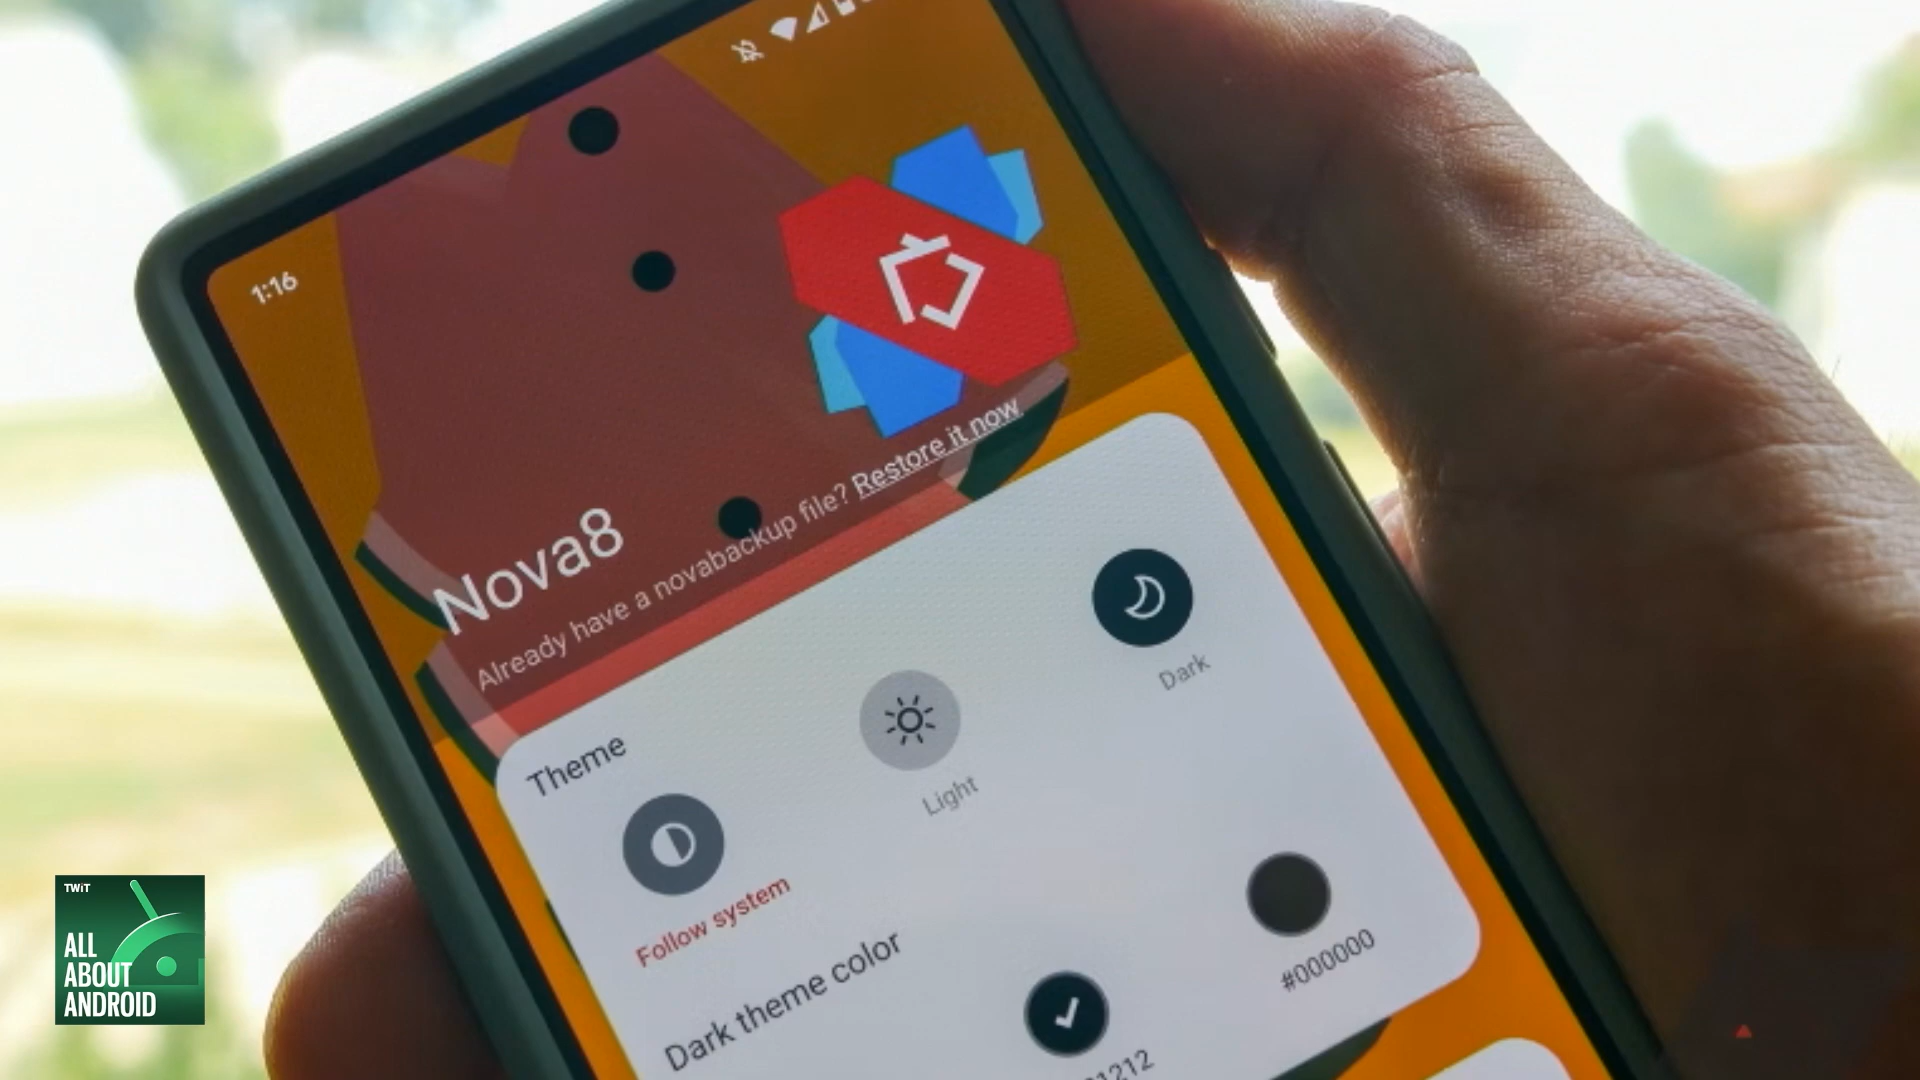 1:16
Nova8
Already have a novabackup file? Restore it now
Theme
Follow system
Light
Dark
Dark theme color
#000000
TWiT
ALL
ABOUT
ANDROID